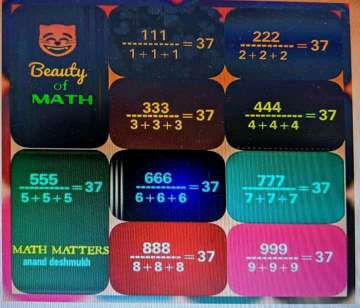 Beauty
of
MATH
111
1 + 1 + 1 = 37
222
2 + 2 + 2 = 37
333
3 + 3 + 3 = 37
444
4 + 4 + 4 = 37
555
5 + 5 + 5 = 37
666
6 + 6 + 6 = 37
777
7 + 7 + 7 = 37
MATH MATTERS
anand deshmukh
888
8 + 8 + 8 = 37
999
9 + 9 + 9 = 37